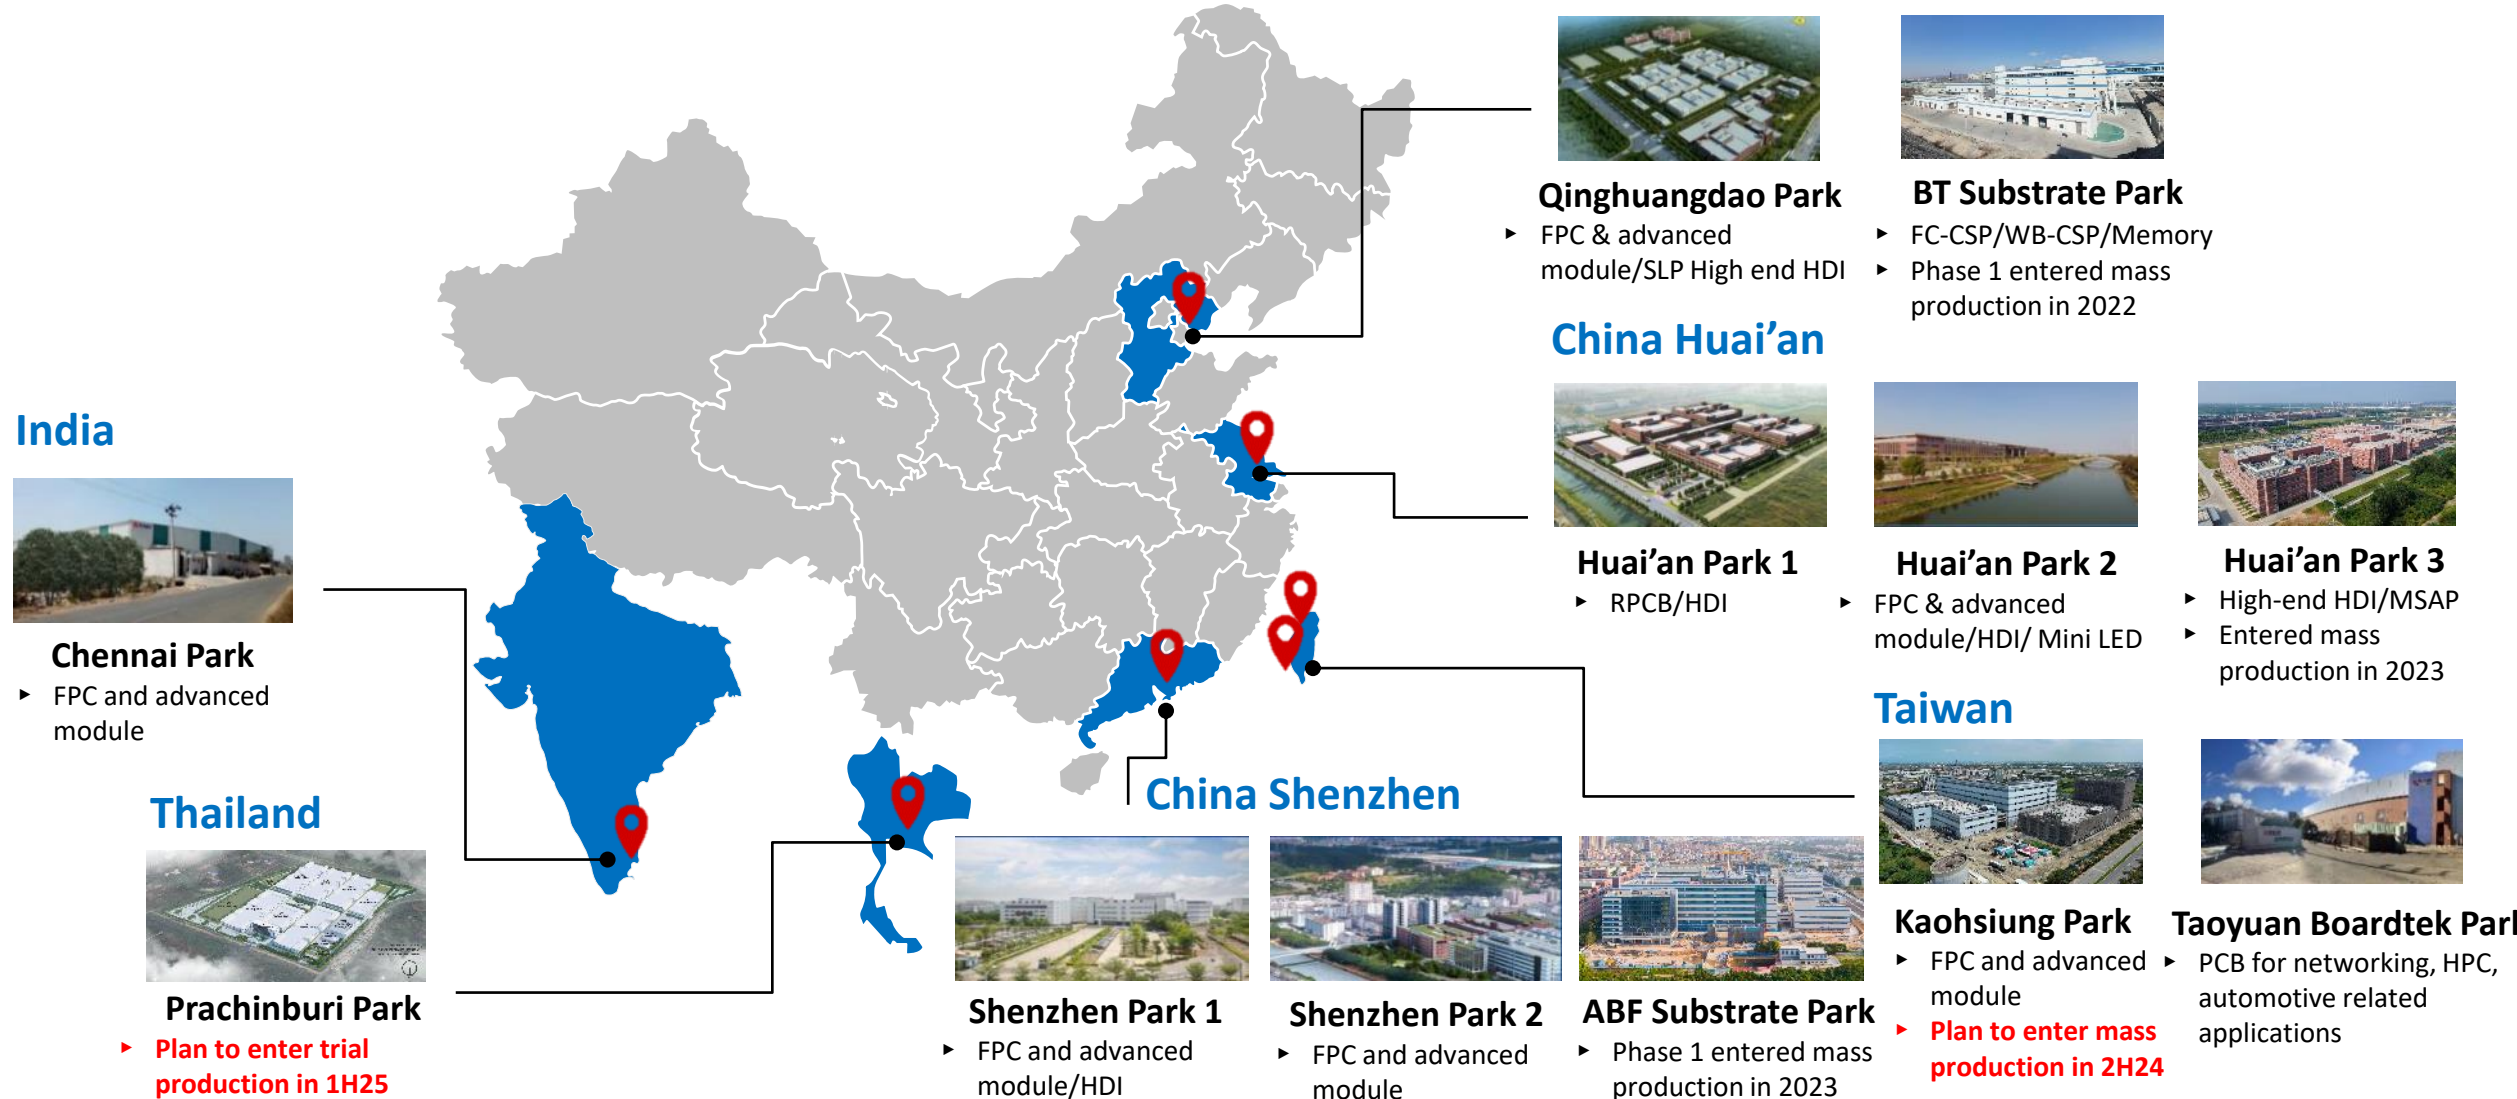 Qinghuangdao Park
▸ FPC & advanced
module/SLP High end HDI
BT Substrate Park
▸ FC-CSP/WB-CSP/Memory
▸ Phase 1 entered mass
production in 2022
China Huai’an
Huai’an Park 1
▸ RPCB/HDI
Huai’an Park 2
▸ FPC & advanced
module/HDI/ Mini LED
Huai’an Park 3
▸ High-end HDI/MSAP
▸ Entered mass
production in 2023
India
Chennai Park
▸ FPC and advanced
module
Thailand
Prachinburi Park
▸ Plan to enter trial
production in 1H25
China Shenzhen
Shenzhen Park 1
▸ FPC and advanced
module/HDI
Shenzhen Park 2
▸ FPC and advanced
module
ABF Substrate Park
▸ Phase 1 entered mass
production in 2023
Taiwan
Kaohsiung Park
▸ FPC and advanced
module
▸ Plan to enter mass
production in 2H24
Taoyuan Boardtek Park
▸ PCB for networking, HPC,
automotive related
applications